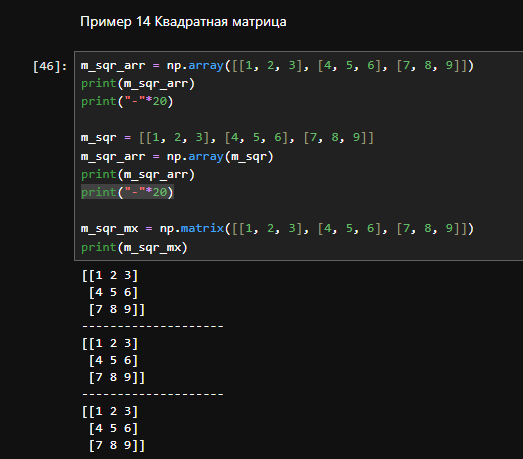 Пример 14 Квадратная матрица
[46]: m_sqr_arr = np.array([[1, 2, 3], [4, 5, 6], [7, 8, 9]])
print(m_sqr_arr)
print("-"*20)
m_sqr = [[1, 2, 3], [4, 5, 6], [7, 8, 9]]
m_sqr_arr = np.array(m_sqr)
print(m_sqr_arr)
print("-"*20)
m_sqr_mx = np.matrix([[1, 2, 3], [4, 5, 6], [7, 8, 9]])
print(m_sqr_mx)
[[1 2 3]
 [4 5 6]
 [7 8 9]]
--------------------
[[1 2 3]
 [4 5 6]
 [7 8 9]]
--------------------
[[1 2 3]
 [4 5 6]
 [7 8 9]]